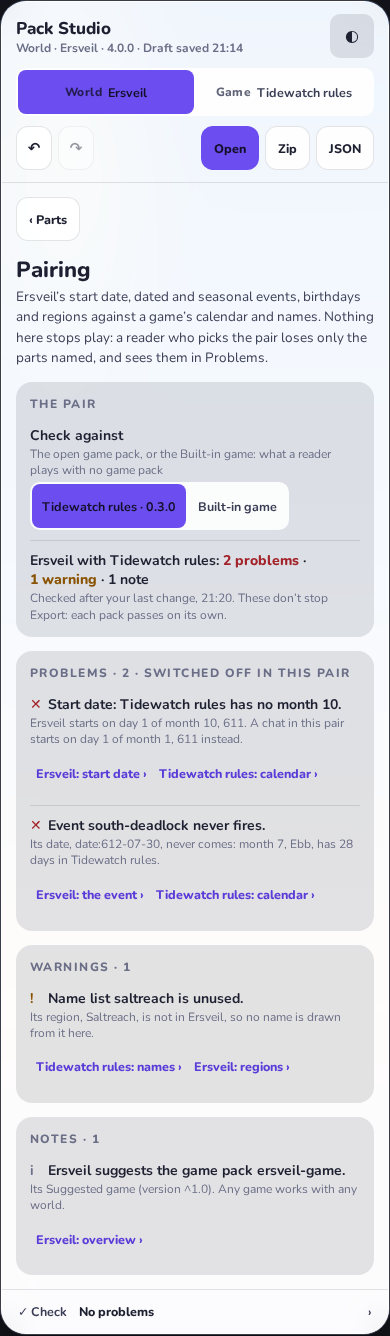 Pack Studio
World · Ersveil · 4.0.0 · Draft saved 21:14
World Ersveil
Game Tidewatch rules
Open
Zip
JSON
‹ Parts
Pairing
Ersveil’s start date, dated and seasonal events, birthdays
and regions against a game’s calendar and names. Nothing
here stops play: a reader who picks the pair loses only the
parts named, and sees them in Problems.
THE PAIR
Check against
The open game pack, or the Built-in game: what a reader
plays with no game pack
Tidewatch rules · 0.3.0
Built-in game
Ersveil with Tidewatch rules: 2 problems ·
1 warning · 1 note
Checked after your last change, 21:20. These don’t stop
Export: each pack passes on its own.
PROBLEMS · 2 · SWITCHED OFF IN THIS PAIR
✕ Start date: Tidewatch rules has no month 10.
Ersveil starts on day 1 of month 10, 611. A chat in this pair
starts on day 1 of month 1, 611 instead.
Ersveil: start date › Tidewatch rules: calendar ›
✕ Event south-deadlock never fires.
Its date, date:612-07-30, never comes: month 7, Ebb, has 28
days in Tidewatch rules.
Ersveil: the event › Tidewatch rules: calendar ›
WARNINGS · 1
! Name list saltreach is unused.
Its region, Saltreach, is not in Ersveil, so no name is drawn
from it here.
Tidewatch rules: names › Ersveil: regions ›
NOTES · 1
i Ersveil suggests the game pack ersveil-game.
Its Suggested game (version ^1.0). Any game works with any
world.
Ersveil: overview ›
✓ Check No problems ›